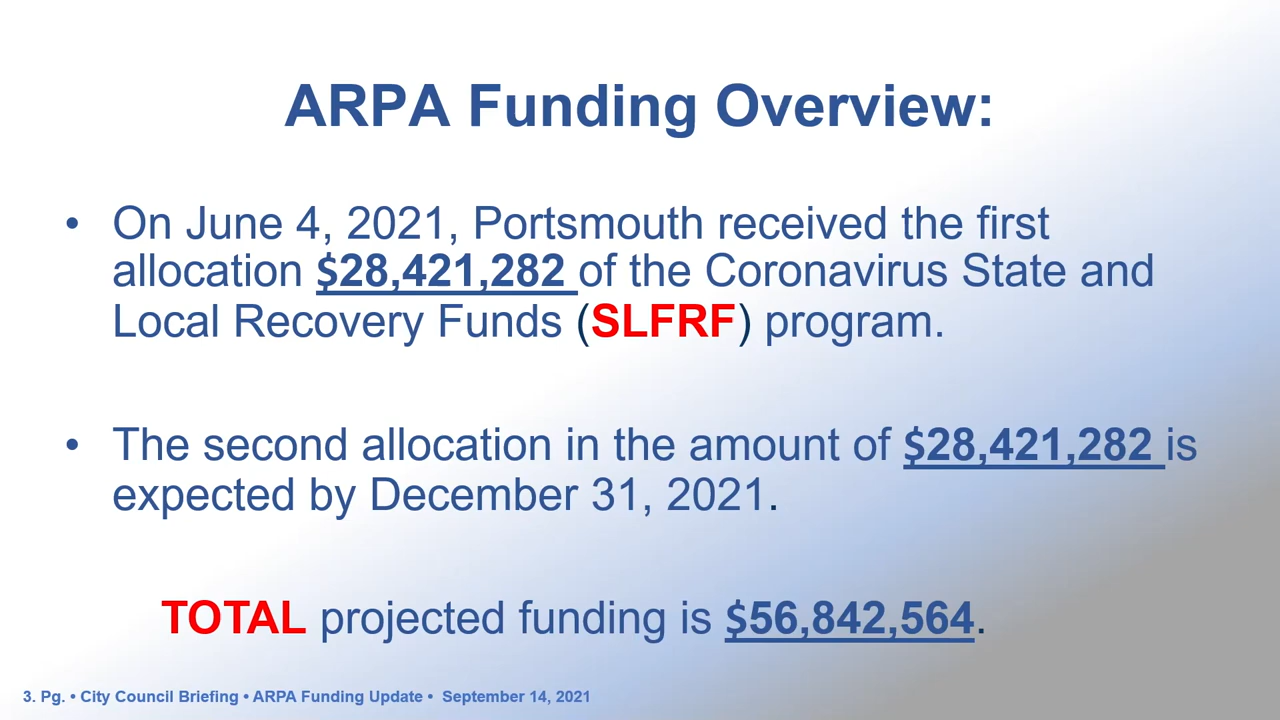 ARPA Funding Overview:
• On June 4, 2021, Portsmouth received the first
allocation $28,421,282 of the Coronavirus State and
Local Recovery Funds (SLFRF) program.
• The second allocation in the amount of $28,421,282 is
expected by December 31, 2021.
TOTAL projected funding is $56,842,564.
3. Pg. • City Council Briefing • ARPA Funding Update • September 14, 2021